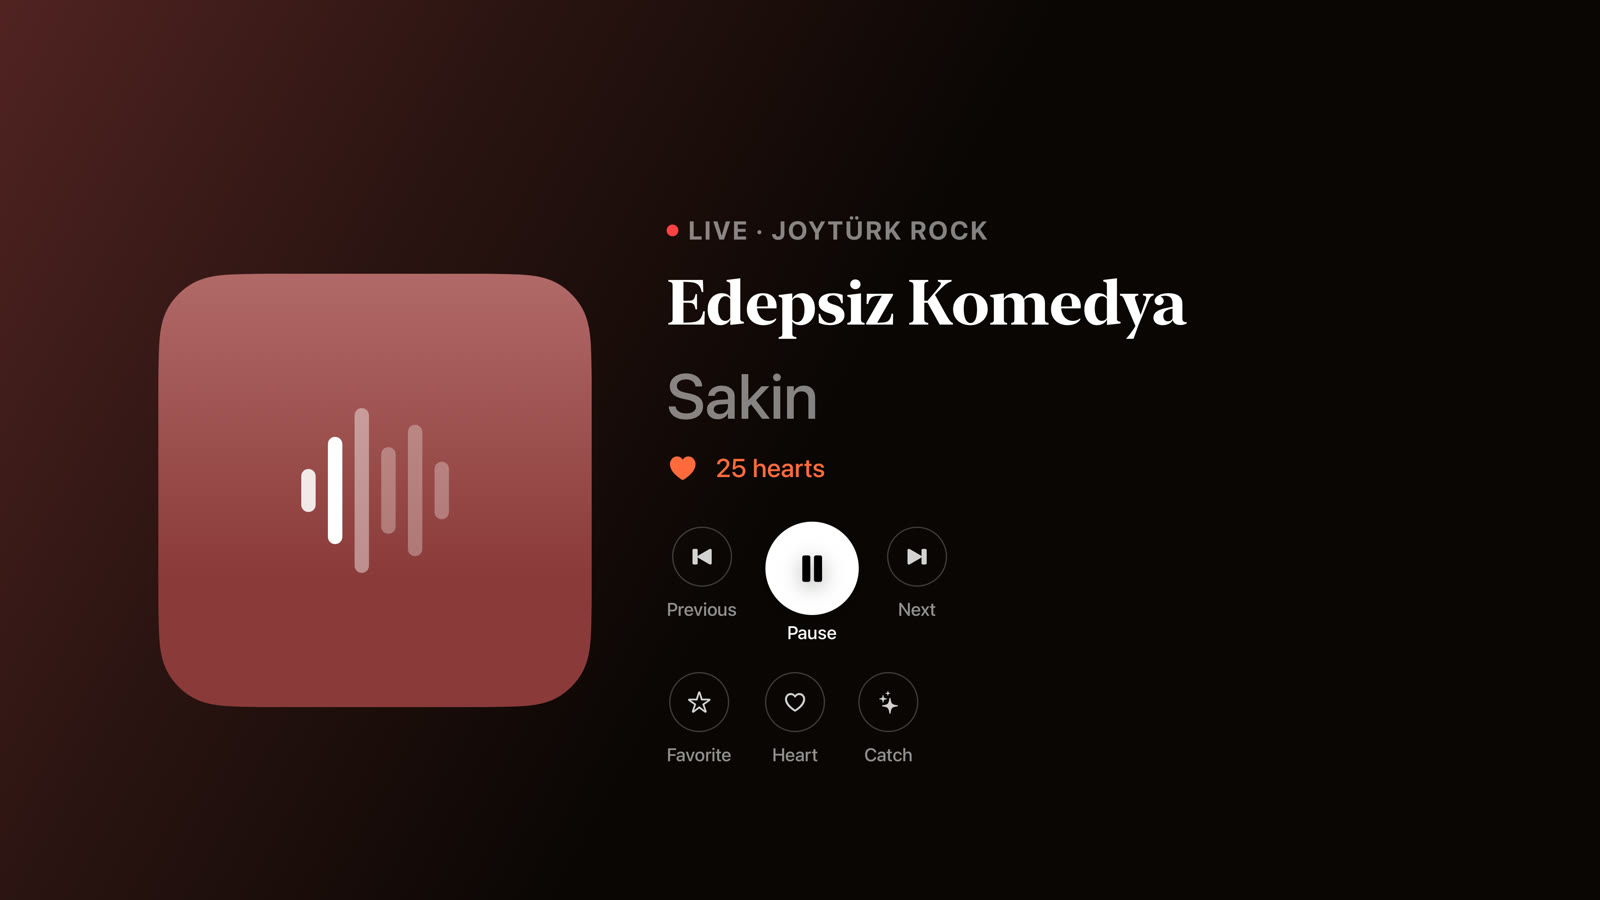 LIVE · JOYTÜRK ROCK
Edepsiz Komedya
Sakin
25 hearts
Previous
Pause
Next
Favorite
Heart
Catch